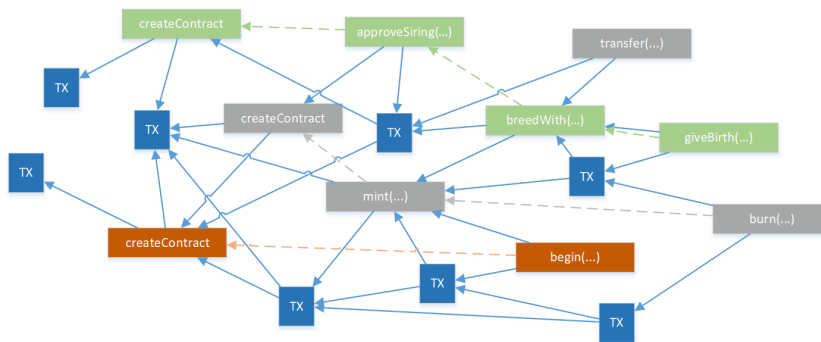 createContract
approveSiring(...)
transfer(...)
TX
createContract
TX
TX
breedWith(...)
giveBirth(...)
TX
TX
mint(...)
burn(...)
createContract
begin(...)
TX
TX
TX